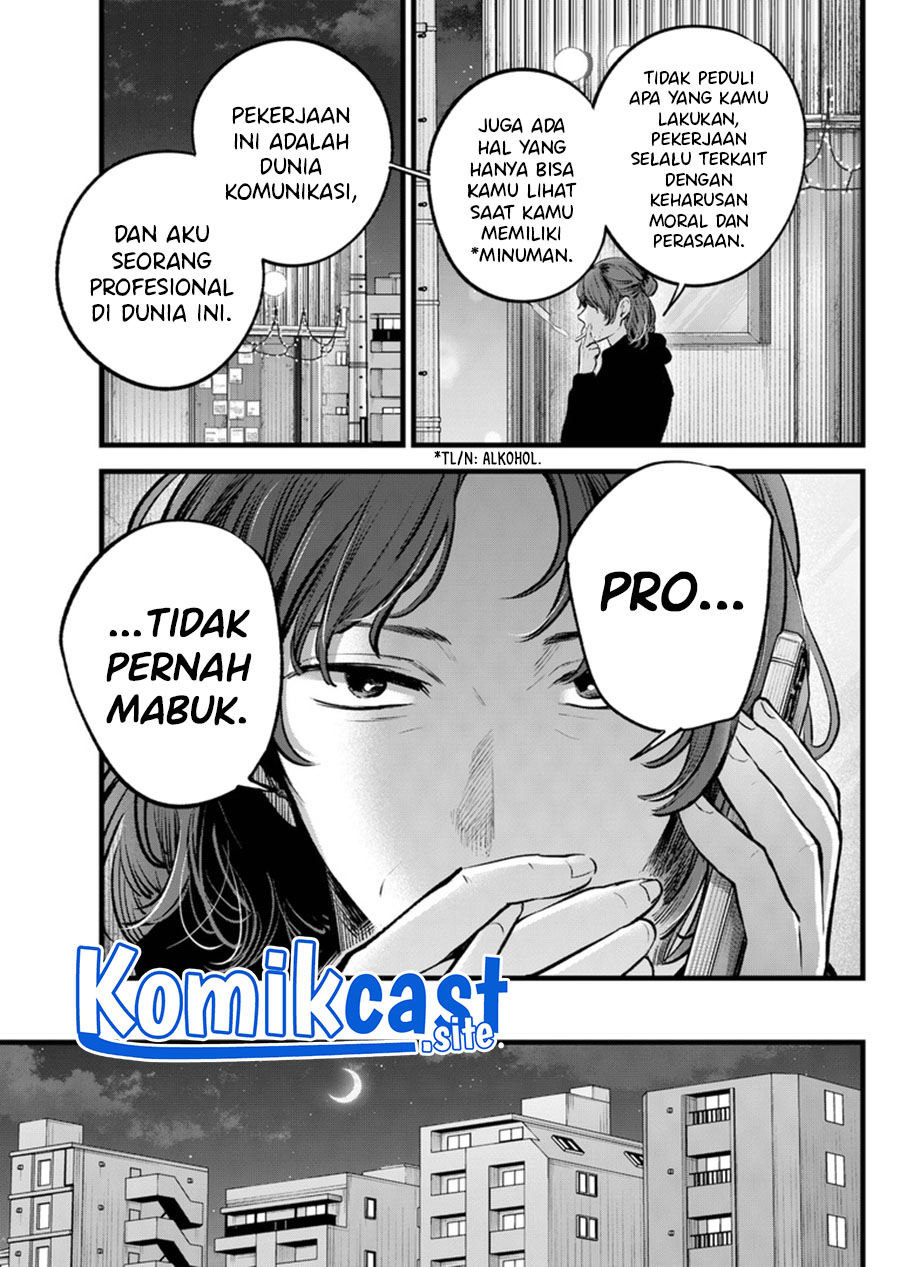 TIDAK PEDULI
APA YANG KAMU
LAKUKAN,
PEKERJAAN
SELALU TERKAIT
DENGAN
KEHARUSAN
MORAL DAN
PERASAAN.
JUGA ADA
HAL YANG
HANYA BISA
KAMU LIHAT
SAAT KAMU
MEMILIKI
*MINUMAN.
PEKERJAAN
INI ADALAH
DUNIA
KOMUNIKASI,
DAN AKU
SEORANG
PROFESIONAL
DI DUNIA INI.
*TL/N: ALKOHOL.
PRO...
...TIDAK
PERNAH
MABUK.
Komikcast
.site.